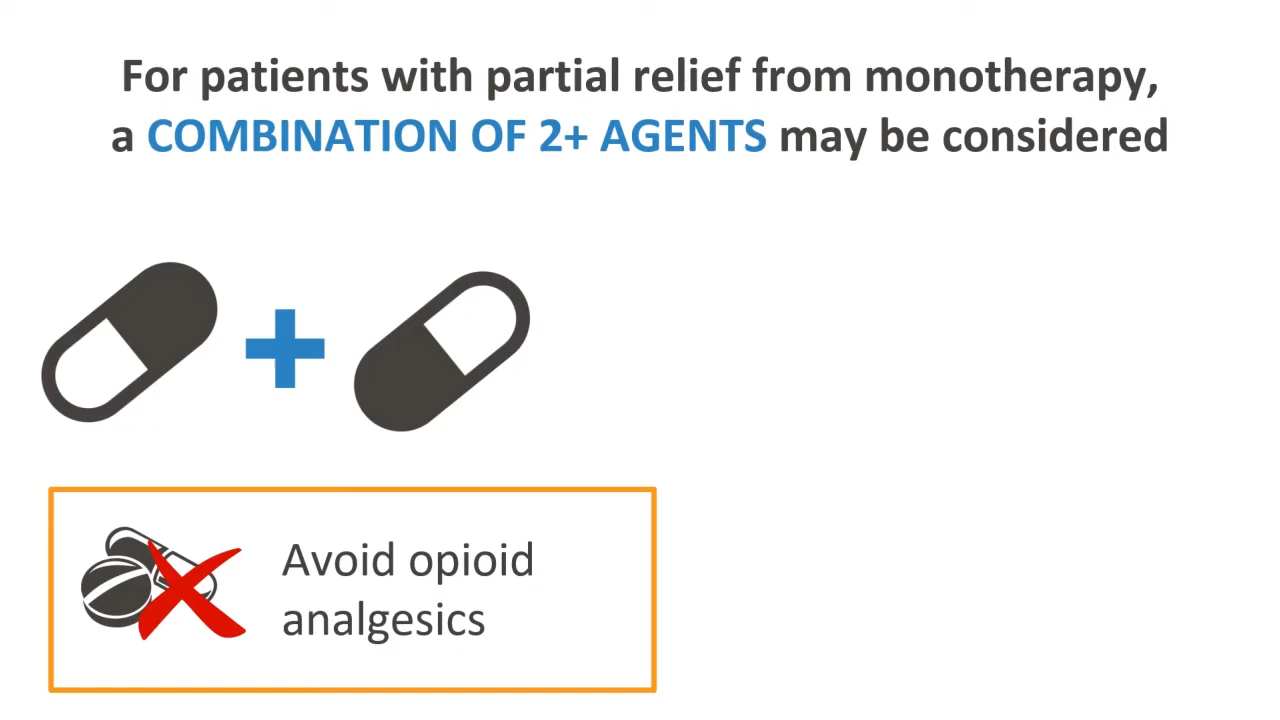 For patients with partial relief from monotherapy,
a COMBINATION OF 2+ AGENTS may be considered
Avoid opioid
analgesics